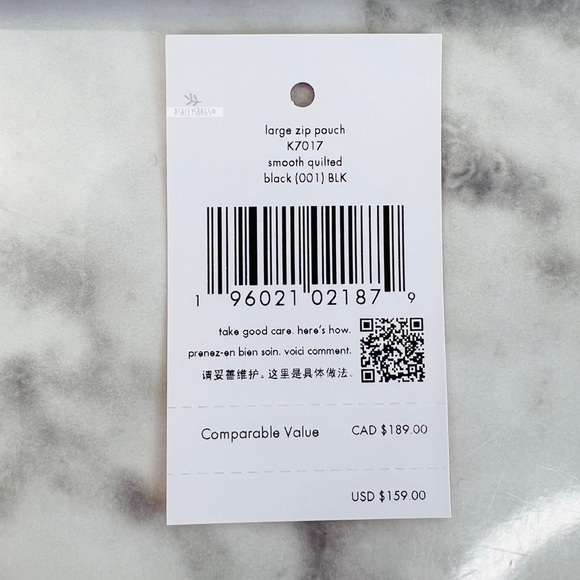 ASHLEYSBAGS®
large zip pouch
K7017
smooth quilted
black (001) BLK
1 96021 02187 9
take good care. here's how.
prenez-en bien soin. voici comment.
请妥善维护。这里是具体做法。
Comparable Value CAD $189.00
USD $159.00